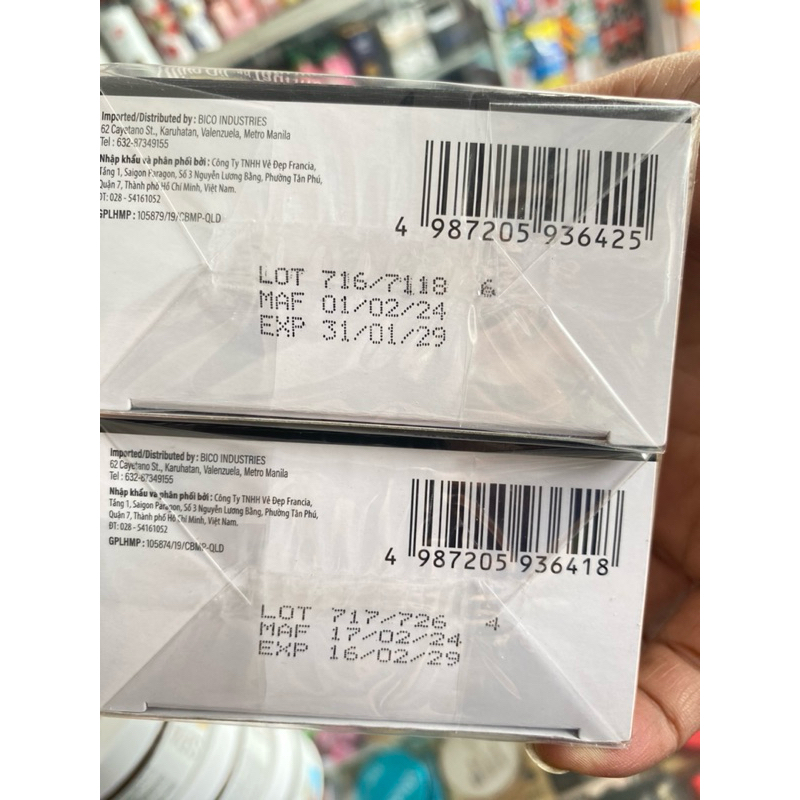 Imported/Distributed by : BICO INDUSTRIES
62 Cayetano St., Karuhatan, Valenzuela, Metro Manila
Tel : 632-87349155
Nhập khẩu và phân phối bởi : Công Ty TNHH Vẻ Đẹp Francia,
Tầng 1, Saigon Paragon, Số 3 Nguyễn Lương Bằng, Phường Tân Phú,
Quận 7, Thành phố Hồ Chí Minh, Việt Nam.
ĐT: 028 - 54161052
GPLHMP : 105879/19/CBMP-QLD
4 987205 936425
LOT 716/7118 6
MAF 01/02/24
EXP 31/01/29
Imported/Distributed by : BICO INDUSTRIES
62 Cayetano St., Karuhatan, Valenzuela, Metro Manila
Tel : 632-87349155
Nhập khẩu và phân phối bởi : Công Ty TNHH Vẻ Đẹp Francia,
Tầng 1, Saigon Paragon, Số 3 Nguyễn Lương Bằng, Phường Tân Phú,
Quận 7, Thành phố Hồ Chí Minh, Việt Nam.
ĐT: 028 - 54161052
GPLHMP : 105874/19/CBMP-QLD
4 987205 936418
LOT 717/726 4
MAF 17/02/24
EXP 16/02/29